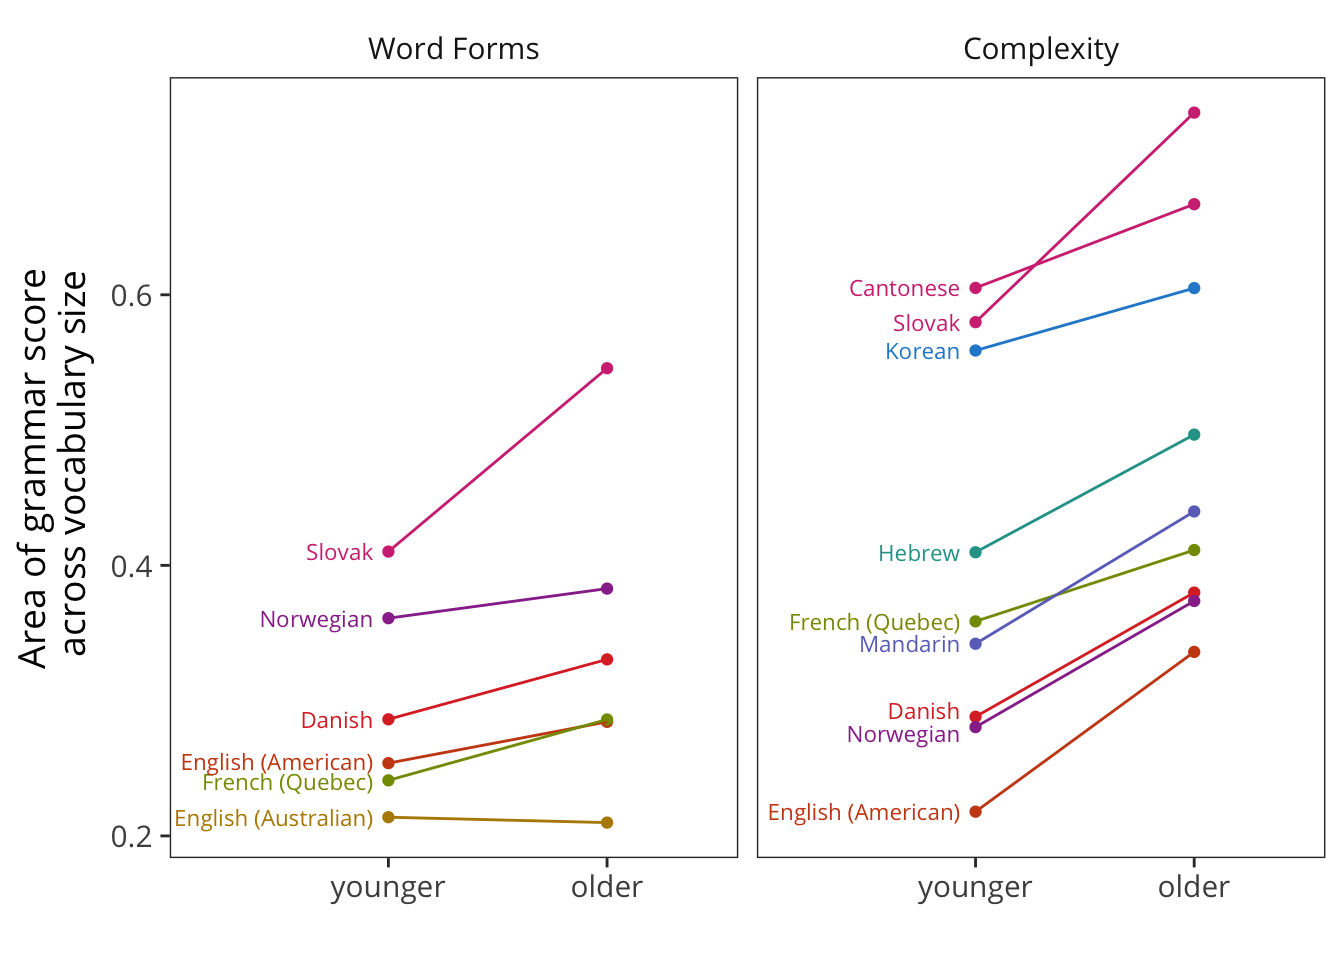 Word Forms
Complexity
Area of grammar score
across vocabulary size
0.6
0.4
0.2
Slovak
Norwegian
Danish
English (American)
French (Quebec)
English (Australian)
Cantonese
Slovak
Korean
Hebrew
French (Quebec)
Mandarin
Danish
Norwegian
English (American)
younger
older
younger
older